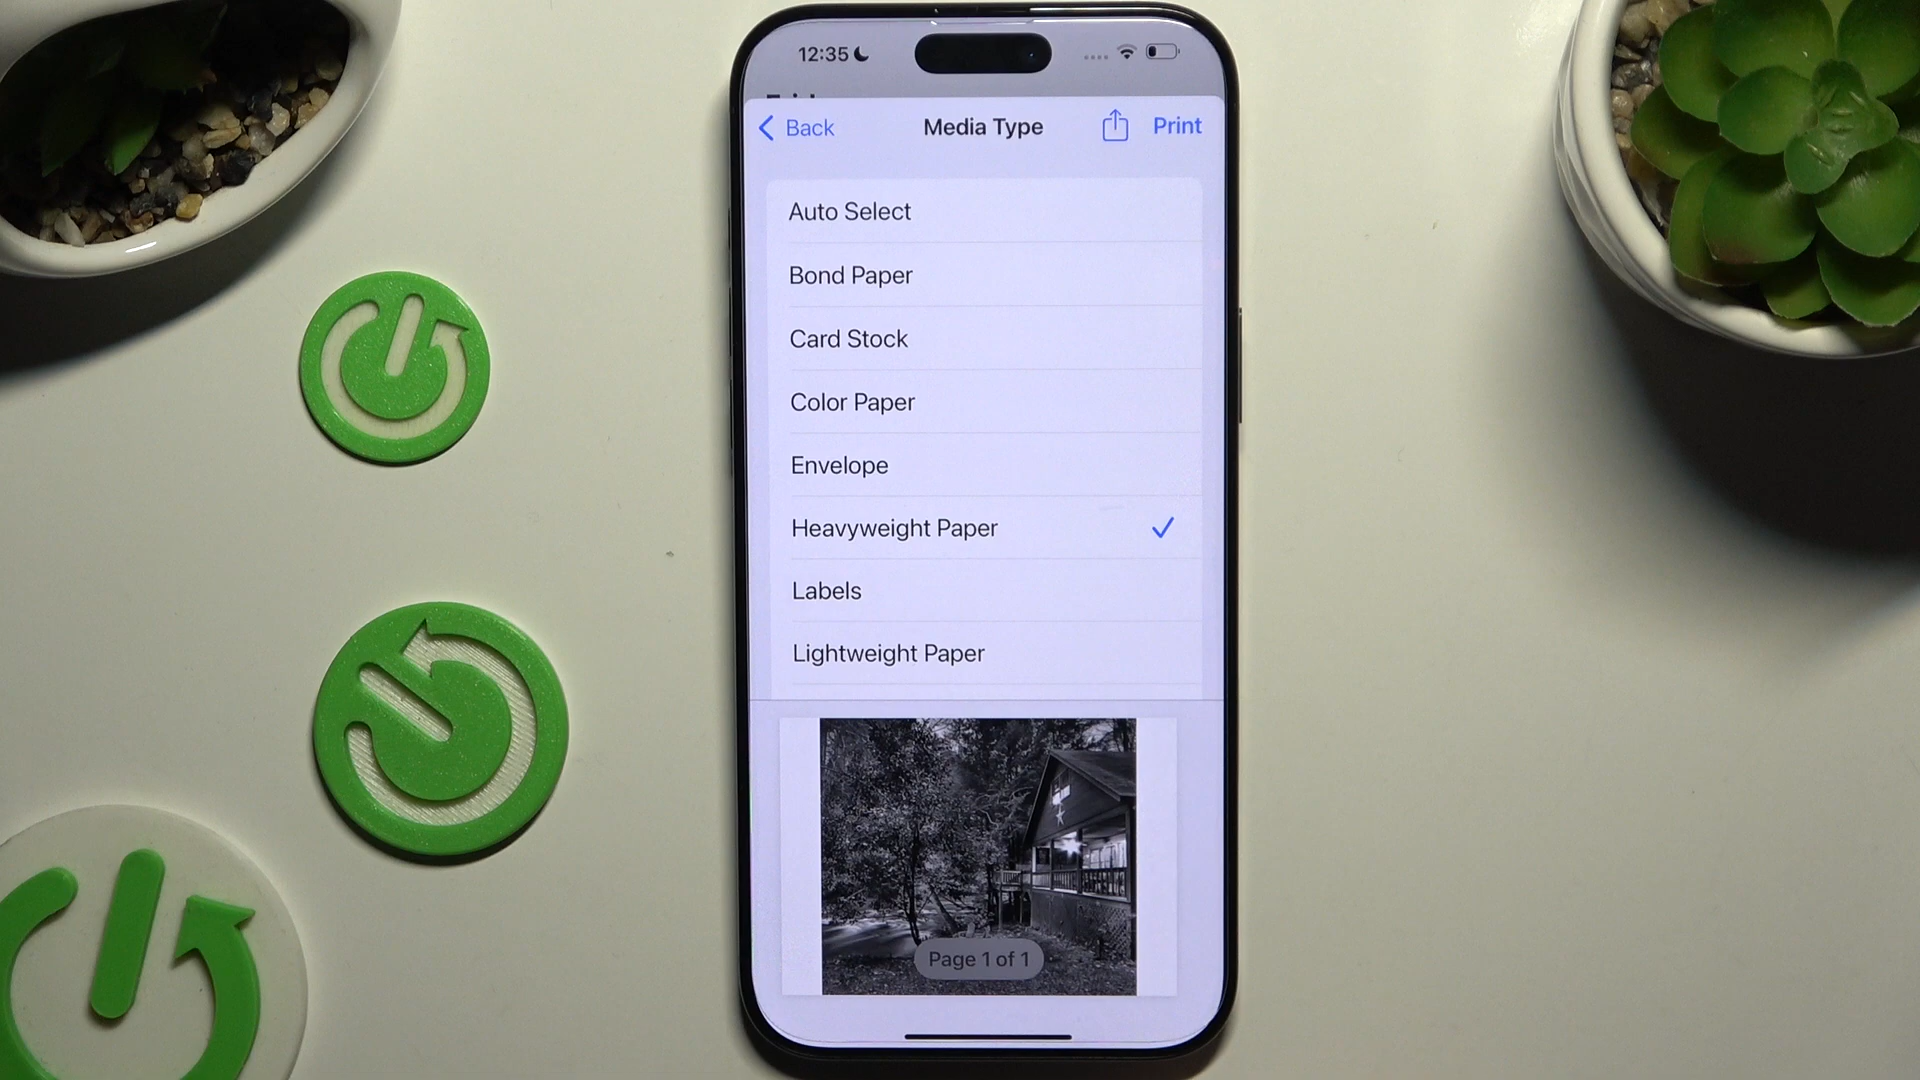 12:35
Back
Media Type
Print
Auto Select
Bond Paper
Card Stock
Color Paper
Envelope
Heavyweight Paper
Labels
Lightweight Paper
Page 1 of 1